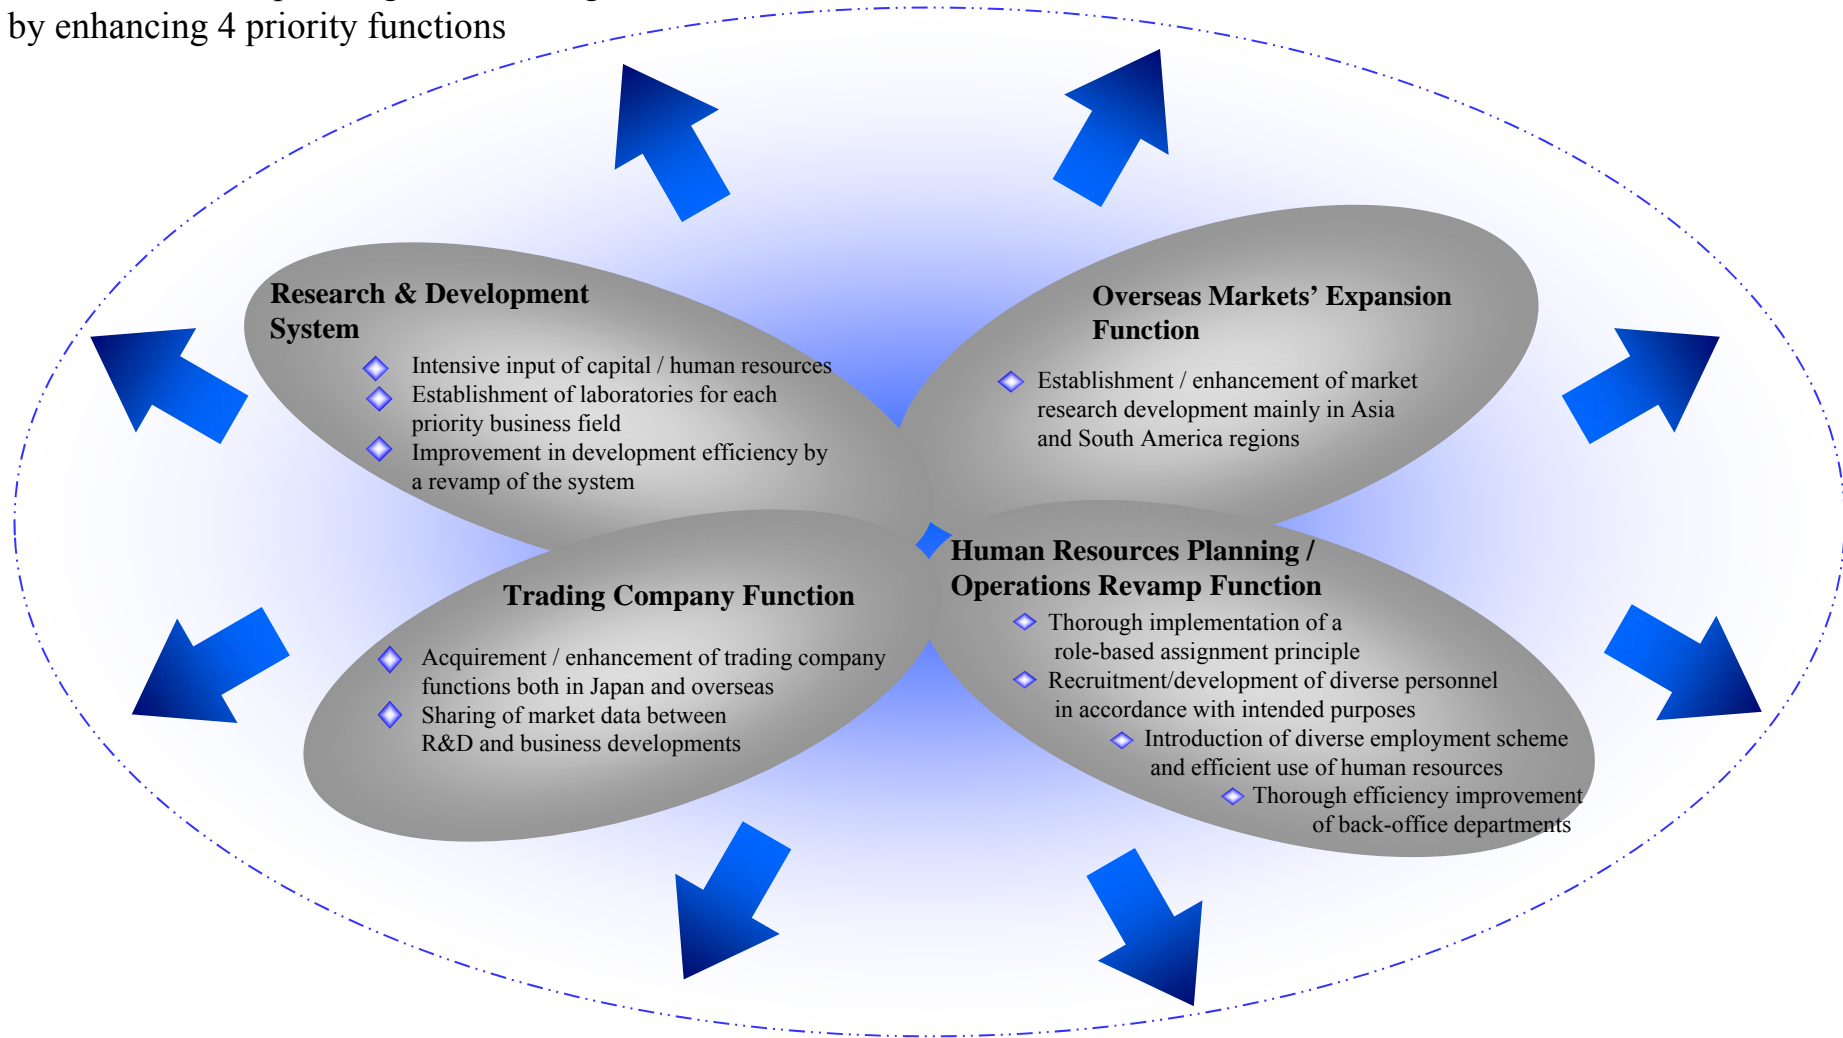 by enhancing 4 priority functions
Research & Development
System
Intensive input of capital / human resources
Establishment of laboratories for each
priority business field
Improvement in development efficiency by
a revamp of the system
Overseas Markets’ Expansion
Function
Establishment / enhancement of market
research development mainly in Asia
and South America regions
Trading Company Function
Acquirement / enhancement of trading company
functions both in Japan and overseas
Sharing of market data between
R&D and business developments
Human Resources Planning /
Operations Revamp Function
Thorough implementation of a
role-based assignment principle
Recruitment/development of diverse personnel
in accordance with intended purposes
Introduction of diverse employment scheme
and efficient use of human resources
Thorough efficiency improvement
of back-office departments